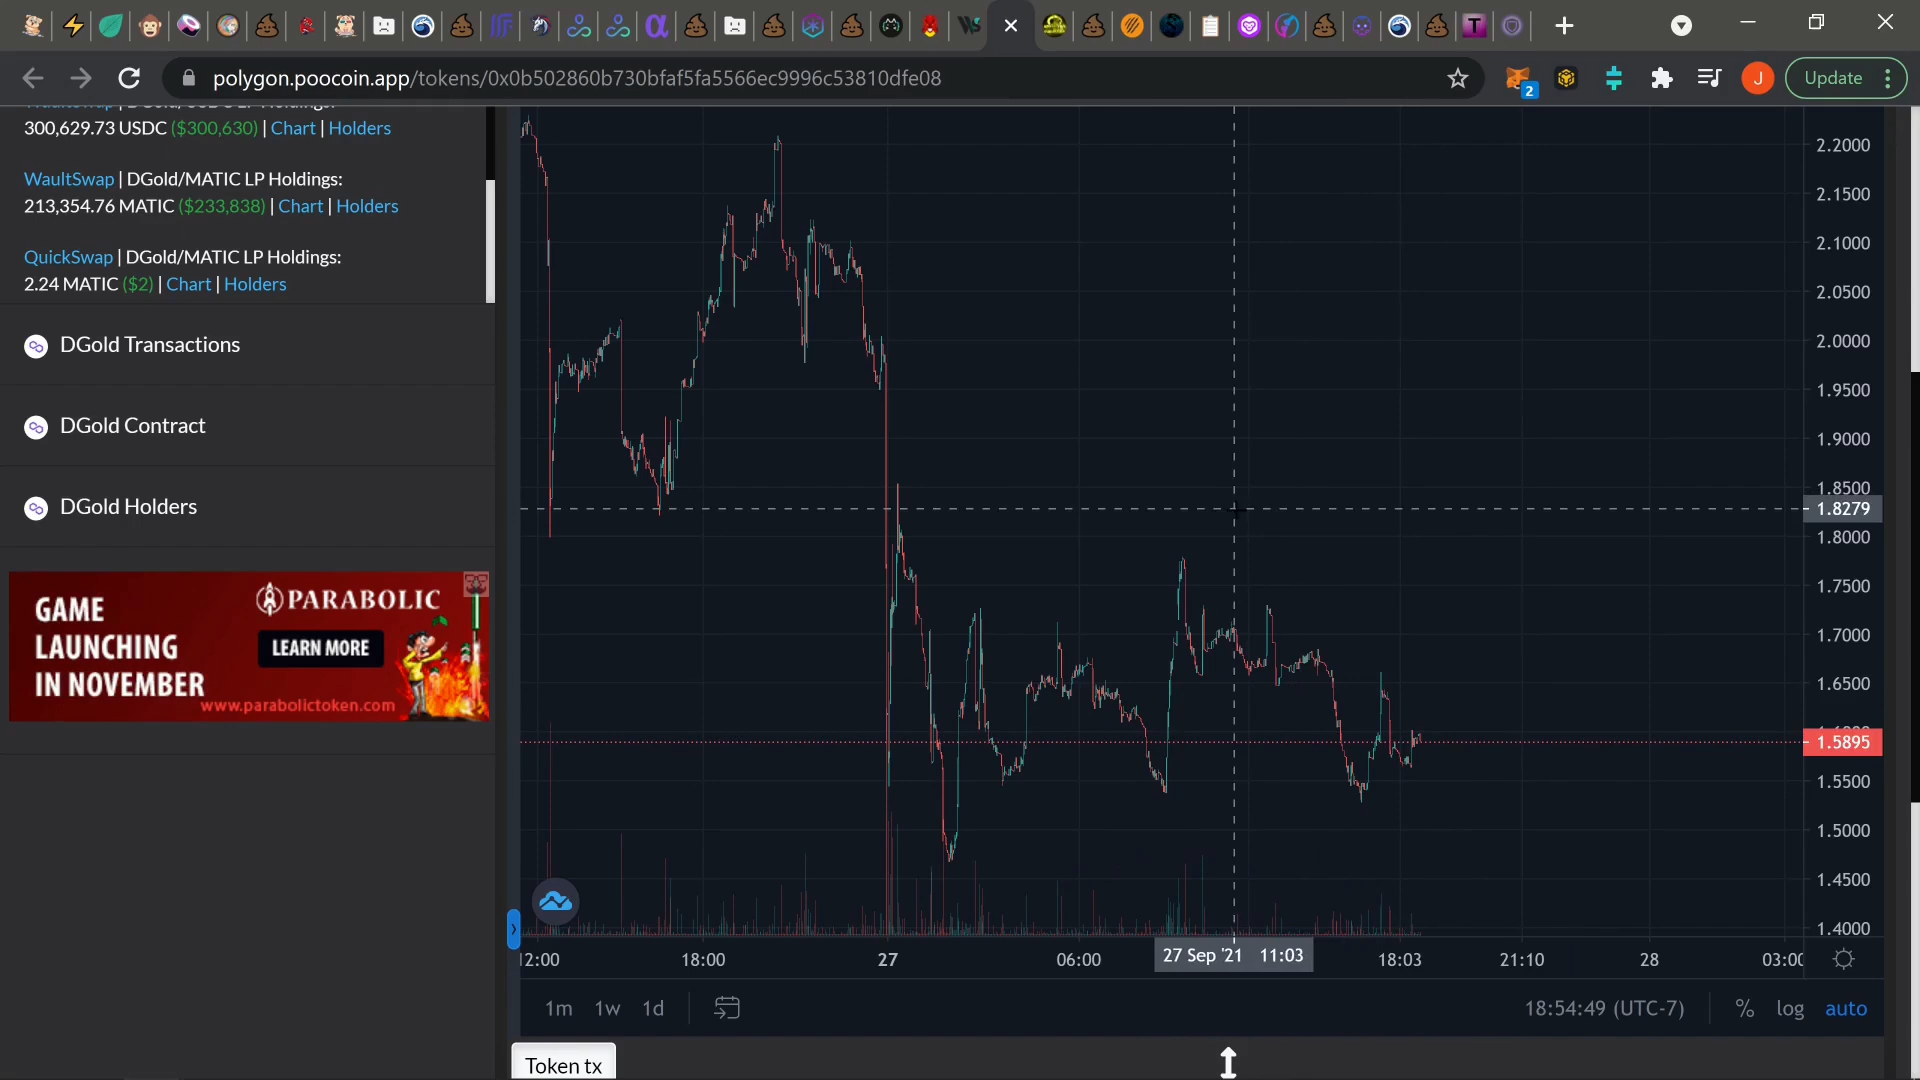 polygon.poocoin.app/tokens/0x0b502860b730bfaf5fa5566ec9996c53810dfe08
2
J
Update
WaultSwap | DGold/USDC LP Holdings:
300,629.73 USDC ($300,630) | Chart | Holders
WaultSwap | DGold/MATIC LP Holdings:
213,354.76 MATIC ($233,838) | Chart | Holders
QuickSwap | DGold/MATIC LP Holdings:
2.24 MATIC ($2) | Chart | Holders
DGold Transactions
DGold Contract
DGold Holders
PARABOLIC
GAME
LAUNCHING
IN NOVEMBER
LEARN MORE
www.parabolictoken.com
2.2000
2.1500
2.1000
2.0500
2.0000
1.9500
1.9000
1.8500
1.8279
1.8000
1.7500
1.7000
1.6500
1.5895
1.5500
1.5000
1.4500
1.4000
12:00 18:00 27 06:00 27 Sep '21 11:03 18:03 21:10 28 03:00
1m 1w 1d 18:54:49 (UTC-7) % log auto
Token tx